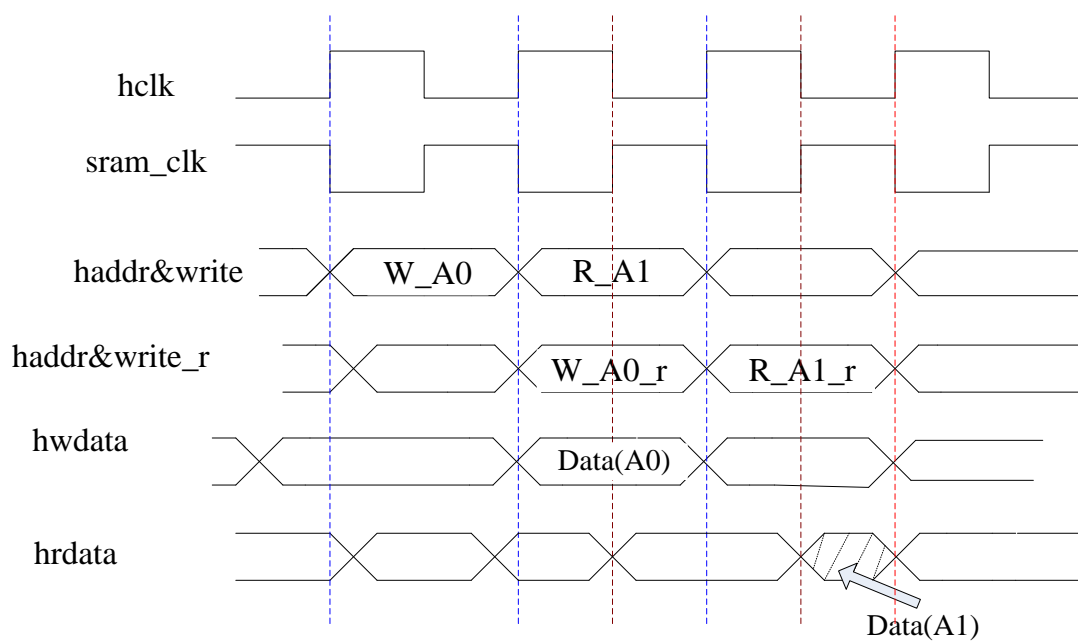 hclk
sram_clk
haddr&write
W_A0
R_A1
haddr&write_r
W_A0_r
R_A1_r
hwdata
Data(A0)
hrdata
Data(A1)